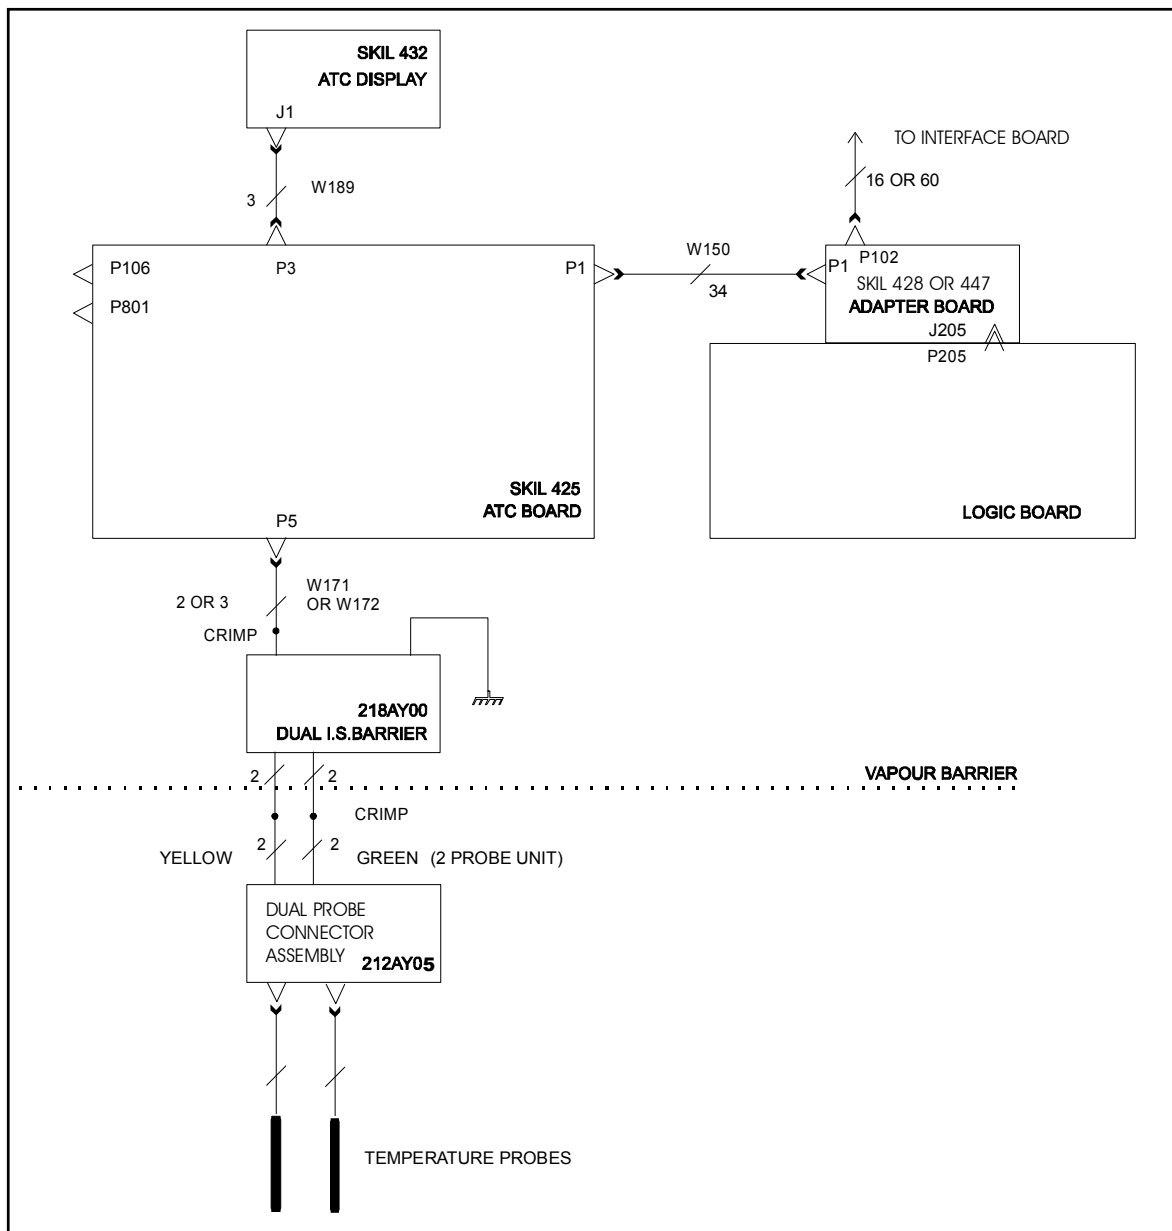 SKIL 432
ATC DISPLAY
J1
TO INTERFACE BOARD
W189
3
16 OR 60
P106
P3
P1
W150
34
P102
P1
SKIL 428 OR 447
ADAPTER BOARD
J205
P801
P205
SKIL 425
ATC BOARD
LOGIC BOARD
P5
W171
2 OR 3
OR W172
CRIMP
218AY00
DUAL I.S.BARRIER
2
2
VAPOUR BARRIER
CRIMP
YELLOW
2
2
GREEN (2 PROBE UNIT)
DUAL PROBE
CONNECTOR
ASSEMBLY
212AY05
TEMPERATURE PROBES